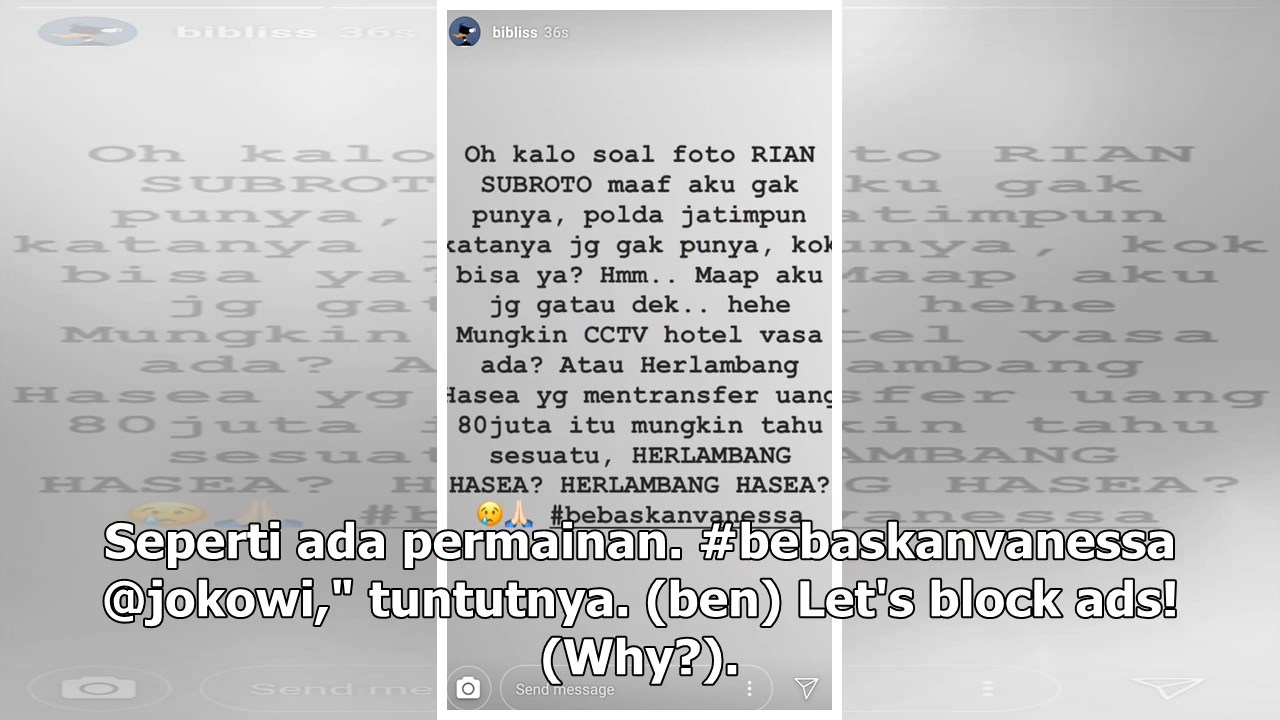 bibliss 36s
Oh kalo soal foto RIAN
SUBROTO maaf aku gak
punya, polda jatimpun
katanya jg gak punya, kok
bisa ya? Hmm.. Maap aku
jg gatau dek.. hehe
Mungkin CCTV hotel vasa
ada? Atau Herlambang
Hasea yg mentransfer uang
80juta itu mungkin tahu
sesuatu, HERLAMBANG
HASEA? HERLAMBANG HASEA?
😢🙏🏻 #bebaskanvanessa
Seperti ada permainan. #bebaskanvanessa
@jokowi," tuntutnya. (ben) Let's block ads!
(Why?).
Send message